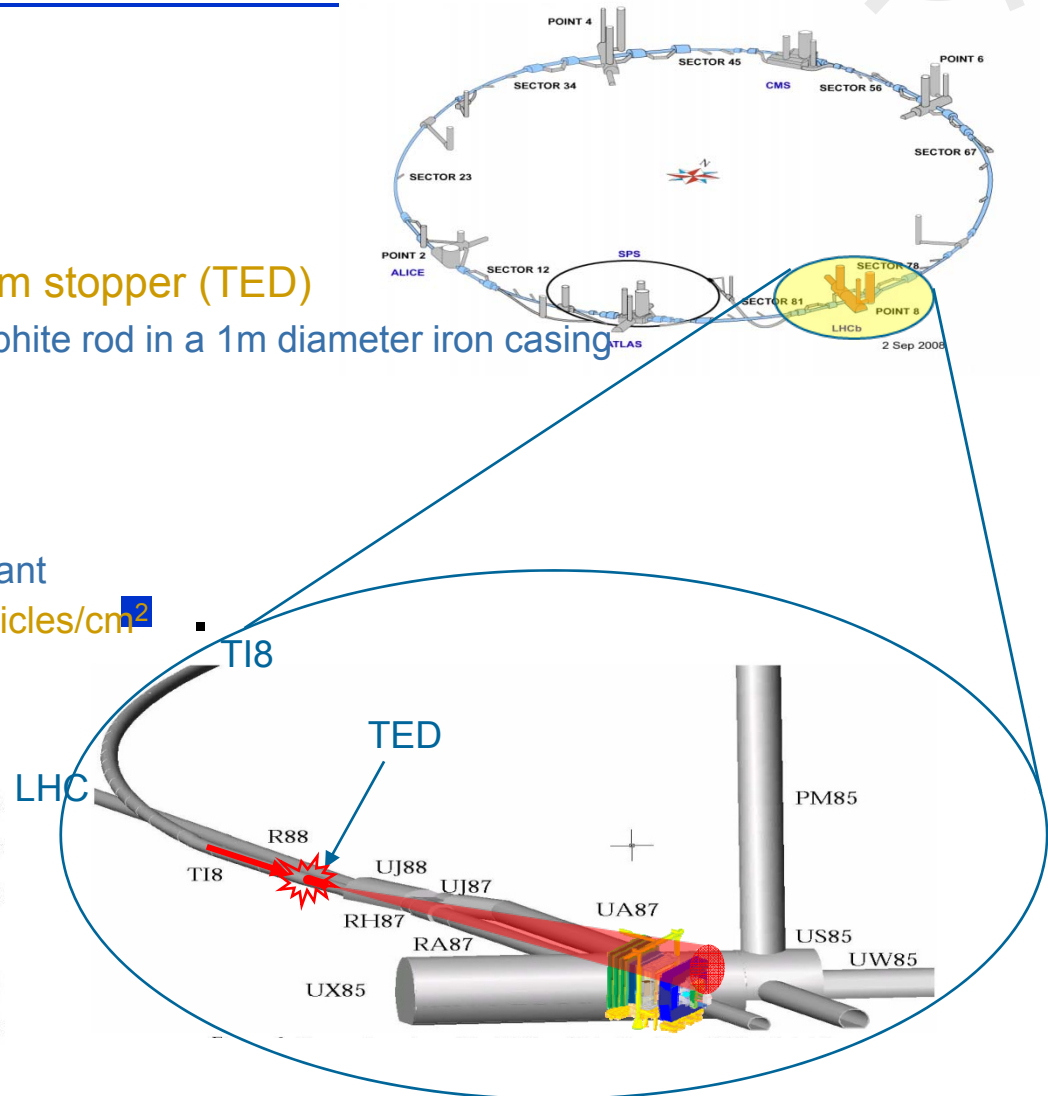 POINT 4
SECTOR 45
POINT 6
CMS
SECTOR 56
SECTOR 34
SECTOR 67
N
SECTOR 23
POINT 2
ALICE
SECTOR 12
SPS
SECTOR 78
SECTOR 81
POINT 8
LHCb
ATLAS
2 Sep 2008
m stopper (TED)
phite rod in a 1m diameter iron casing
ant
icles/cm²
TI8
TED
LHC
PM85
R88
TI8
UJ88
UJ87
RH87
UA87
RA87
US85
UW85
UX85